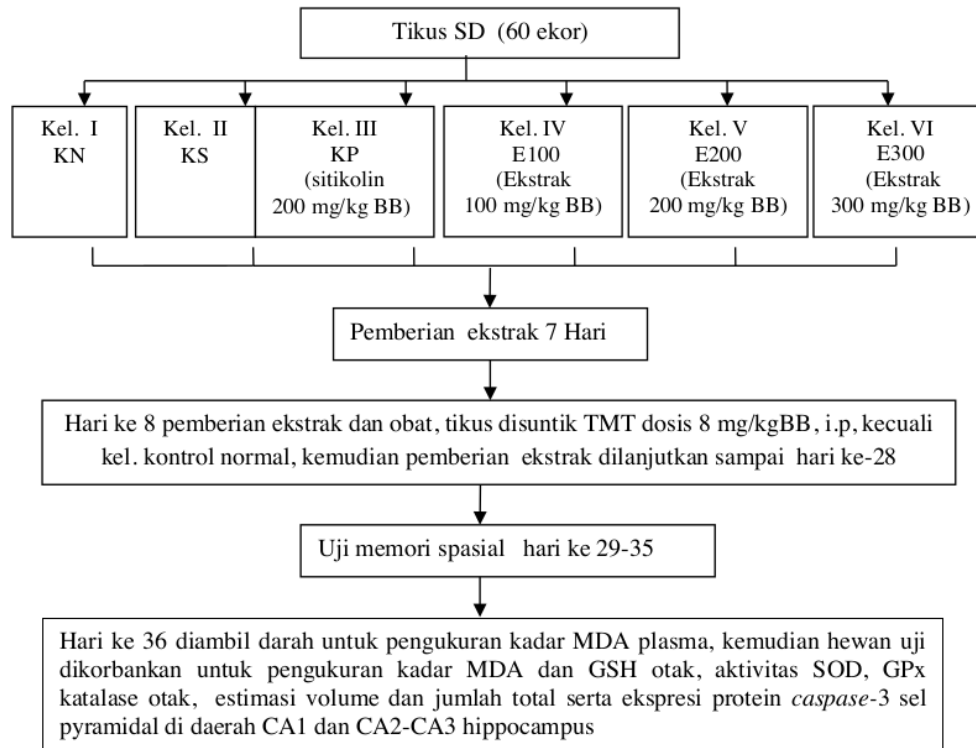 Tikus SD (60 ekor)
Kel. I
KN
Kel. II
KS
Kel. III
KP
(sitikolin
200 mg/kg BB)
Kel. IV
E100
(Ekstrak
100 mg/kg BB)
Kel. V
E200
(Ekstrak
200 mg/kg BB)
Kel. VI
E300
(Ekstrak
300 mg/kg BB)
Pemberian ekstrak 7 Hari
Hari ke 8 pemberian ekstrak dan obat, tikus disuntik TMT dosis 8 mg/kgBB, i.p, kecuali
kel. kontrol normal, kemudian pemberian ekstrak dilanjutkan sampai hari ke-28
Uji memori spasial hari ke 29-35
Hari ke 36 diambil darah untuk pengukuran kadar MDA plasma, kemudian hewan uji
dikorbankan untuk pengukuran kadar MDA dan GSH otak, aktivitas SOD, GPx
katalase otak, estimasi volume dan jumlah total serta ekspresi protein caspase-3 sel
pyramidal di daerah CA1 dan CA2-CA3 hippocampus